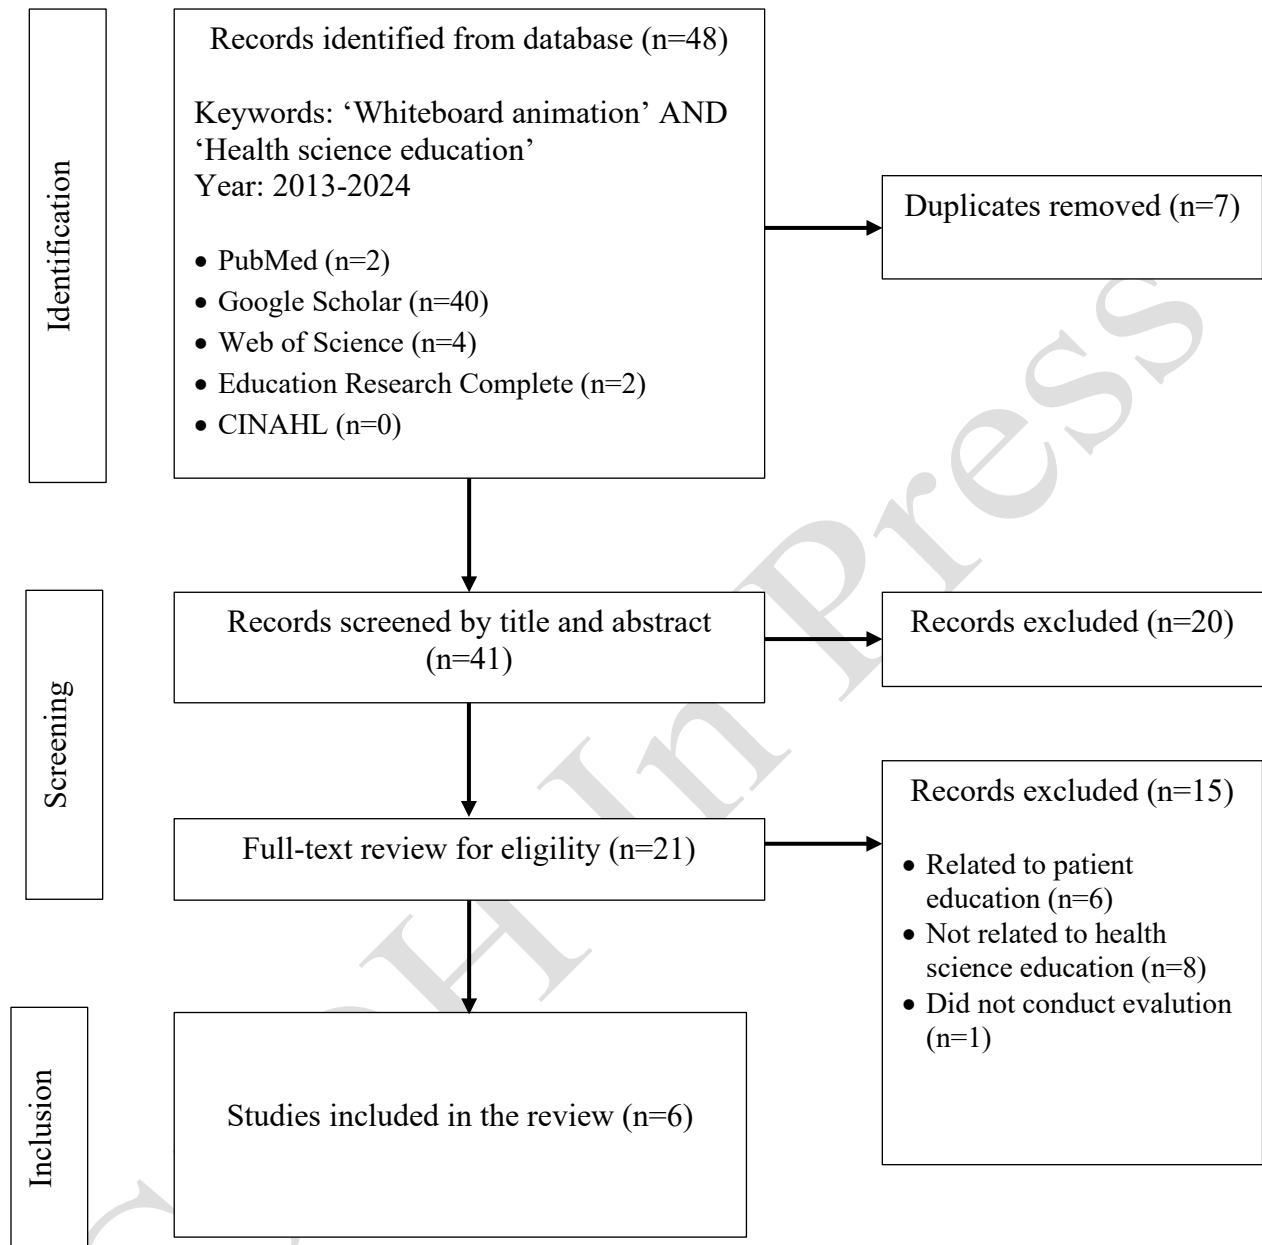 Identification
Records identified from database (n=48)
Keywords: ‘Whiteboard animation’ AND
‘Health science education’
Year: 2013-2024
• PubMed (n=2)
• Google Scholar (n=40)
• Web of Science (n=4)
• Education Research Complete (n=2)
• CINAHL (n=0)
Duplicates removed (n=7)
Screening
Records screened by title and abstract
(n=41)
Records excluded (n=20)
Full-text review for eligility (n=21)
Records excluded (n=15)
• Related to patient
education (n=6)
• Not related to health
science education (n=8)
• Did not conduct evalution
(n=1)
Inclusion
Studies included in the review (n=6)
In Press